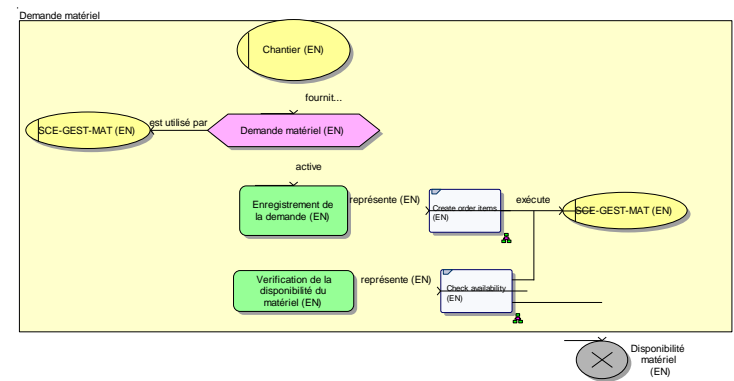 Demande matériel
Chantier (EN)
fournit...
SCE-GEST-MAT (EN)
est utilisé par
Demande matériel (EN)
active
Enregistrement de
la demande (EN)
représente (EN)
Create order items
(EN)
exécute
SCE-GEST-MAT (EN)
Verification de la
disponibilité du
matériel (EN)
représente (EN)
Check availability
(EN)
Disponibilité
matériel
(EN)